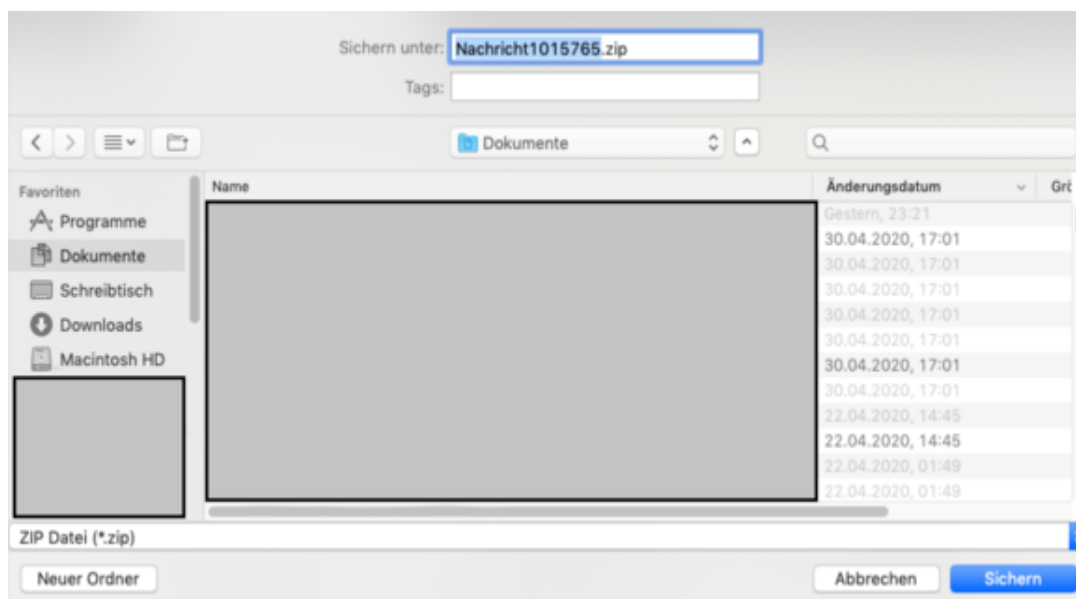 Sichern unter: Nachricht1015765.zip
Tags:
Dokumente
Favoriten
Programme
Dokumente
Schreibtisch
Downloads
Macintosh HD
Name Änderungsdatum Grö
Gestern, 23:21
30.04.2020, 17:01
30.04.2020, 17:01
30.04.2020, 17:01
30.04.2020, 17:01
30.04.2020, 17:01
30.04.2020, 17:01
30.04.2020, 17:01
22.04.2020, 14:45
22.04.2020, 14:45
22.04.2020, 01:49
22.04.2020, 01:49
ZIP Datei (*.zip)
Neuer Ordner Abbrechen Sichern